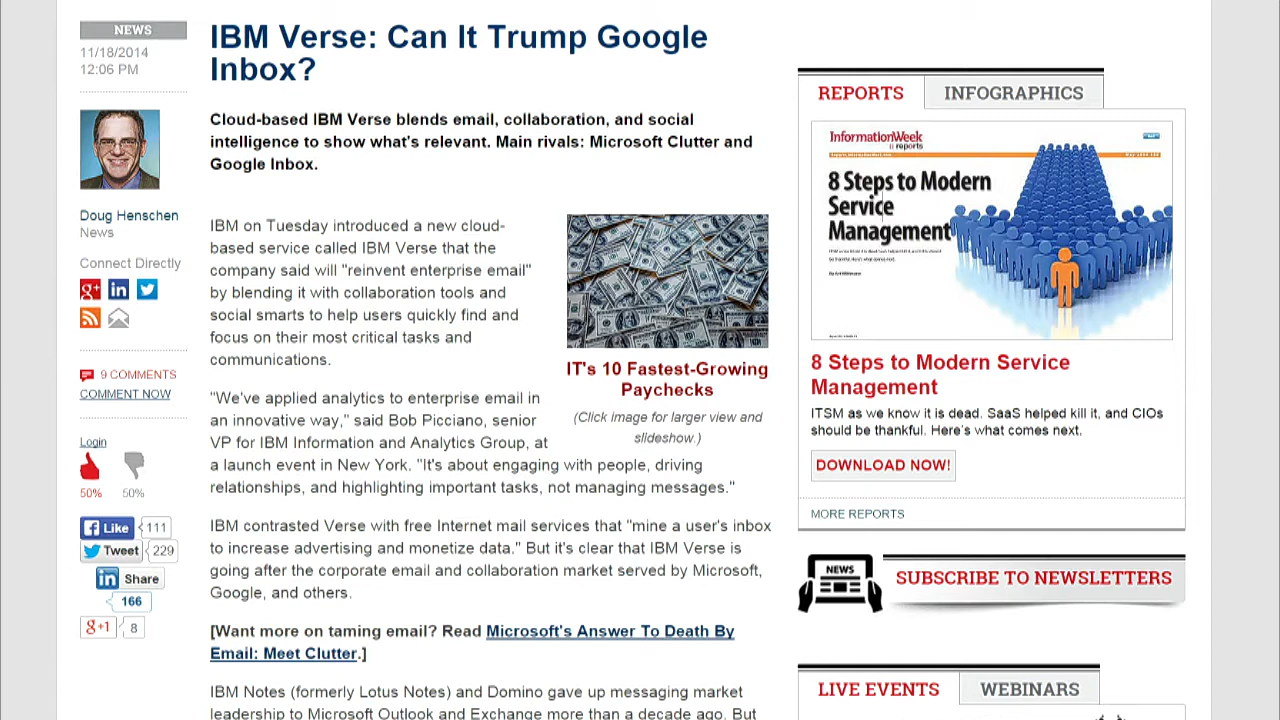 NEWS
11/18/2014
12:06 PM
Doug Henschen
News
Connect Directly
g+ in
9 COMMENTS
COMMENT NOW
Login
50% 50%
f Like 111
Tweet 229
in Share
166
g+1 8
IBM Verse: Can It Trump Google
Inbox?
Cloud-based IBM Verse blends email, collaboration, and social
intelligence to show what's relevant. Main rivals: Microsoft Clutter and
Google Inbox.
IBM on Tuesday introduced a new cloud-
based service called IBM Verse that the
company said will "reinvent enterprise email"
by blending it with collaboration tools and
social smarts to help users quickly find and
focus on their most critical tasks and
communications.
IT's 10 Fastest-Growing
Paychecks
(Click image for larger view and
slideshow.)
"We've applied analytics to enterprise email in
an innovative way," said Bob Picciano, senior
VP for IBM Information and Analytics Group, at
a launch event in New York. "It's about engaging with people, driving
relationships, and highlighting important tasks, not managing messages."
IBM contrasted Verse with free Internet mail services that "mine a user's inbox
to increase advertising and monetize data." But it's clear that IBM Verse is
going after the corporate email and collaboration market served by Microsoft,
Google, and others.
[Want more on taming email? Read Microsoft's Answer To Death By
Email: Meet Clutter.]
IBM Notes (formerly Lotus Notes) and Domino gave up messaging market
leadership to Microsoft Outlook and Exchange more than a decade ago. But
REPORTS INFOGRAPHICS
InformationWeek
reports
8 Steps to Modern
Service
Management
8 Steps to Modern Service
Management
ITSM as we know it is dead. SaaS helped kill it, and CIOs
should be thankful. Here's what comes next.
DOWNLOAD NOW!
MORE REPORTS
NEWS
SUBSCRIBE TO NEWSLETTERS
LIVE EVENTS WEBINARS